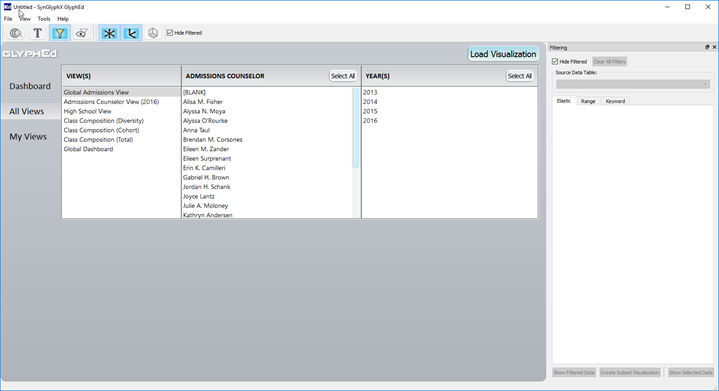 Ed Untitled - SynGlyphX GlyphEd
File View Tools Help
T Hide Filtered
GLYPHED
Load Visualization
Dashboard
All Views
My Views
VIEW(S)
Global Admissions View
Admissions Counselor View (2016)
High School View
Class Composition (Diversity)
Class Composition (Cohort)
Class Composition (Total)
Global Dashboard
ADMISSIONS COUNSELOR Select All
[BLANK]
Alisa M. Fisher
Alyssa N. Moya
Alyssa O'Rourke
Anna Taul
Brendan M. Corsones
Eileen M. Zander
Eileen Surprenant
Erin K. Camilleri
Gabriel H. Brown
Jordan H. Schank
Joyce Lantz
Julie A. Moloney
Kathryn Andersen
YEAR(S) Select All
2013
2014
2015
2016
Filtering
Hide Filtered Clear All Filters
Source Data Table:
Elastic Range Keyword
Show Filtered Data Create Subset Visualization Show Selected Data